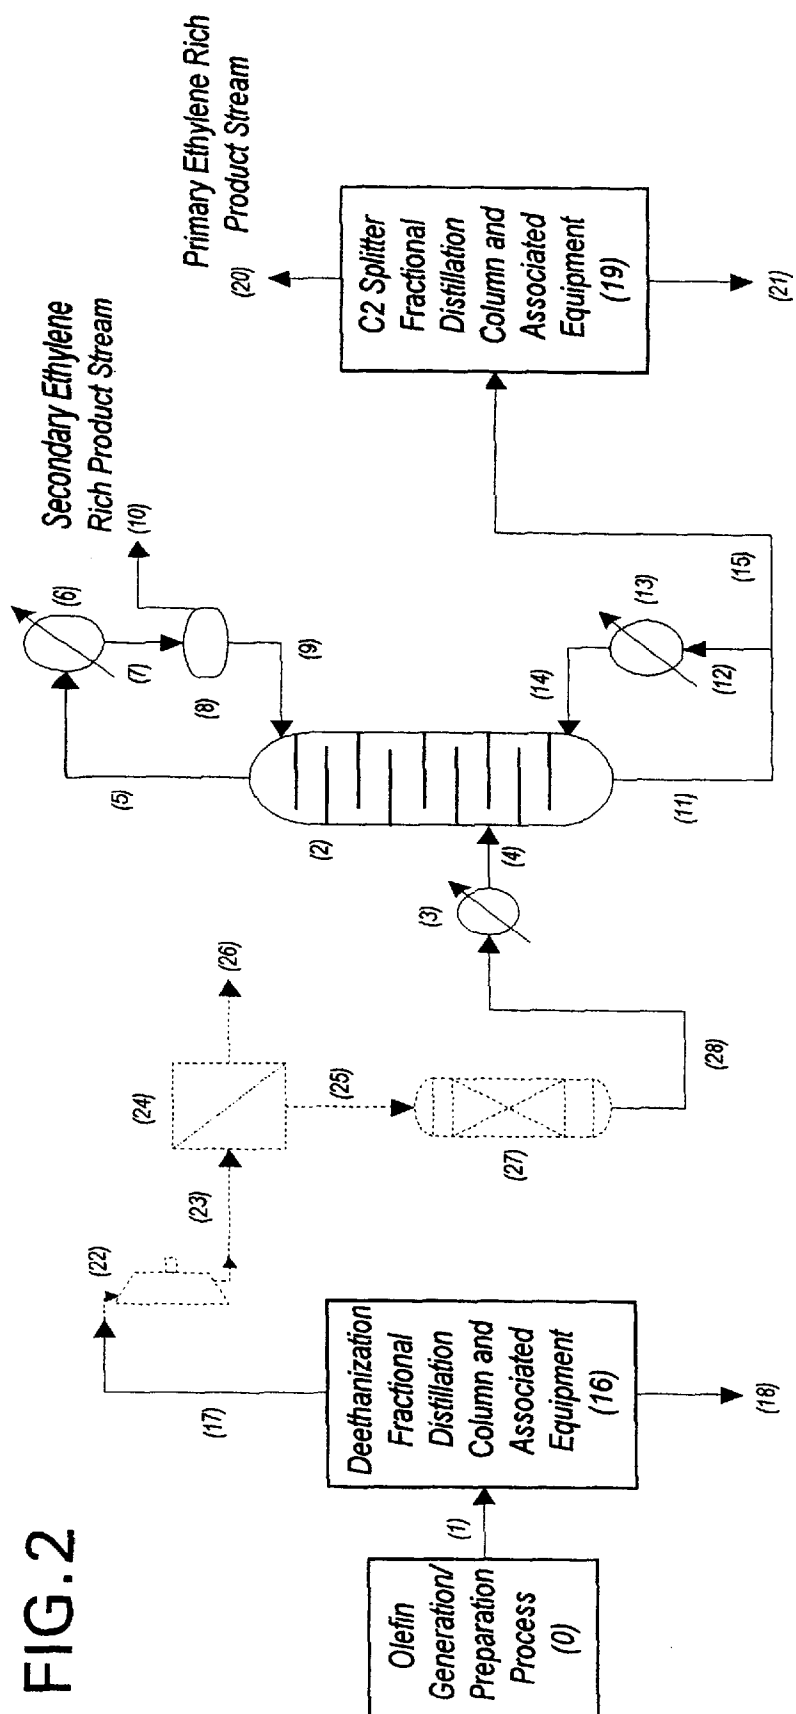 FIG.2
Olefin
Generation/
Preparation
Process
(0)
(1)
Deethanization
Fractional
Distillation
Column and
Associated
Equipment
(16)
(17)
(18)
(22)
(23)
(24)
(25)
(26)
(27)
(28)
(3)
(4)
(2)
(5)
(6)
(7)
(8)
(9)
(10)
Secondary Ethylene
Rich Product Stream
(11)
(12)
(13)
(14)
(15)
C2 Splitter
Fractional
Distillation
Column and
Associated
Equipment
(19)
(20)
Primary Ethylene Rich
Product Stream
(21)